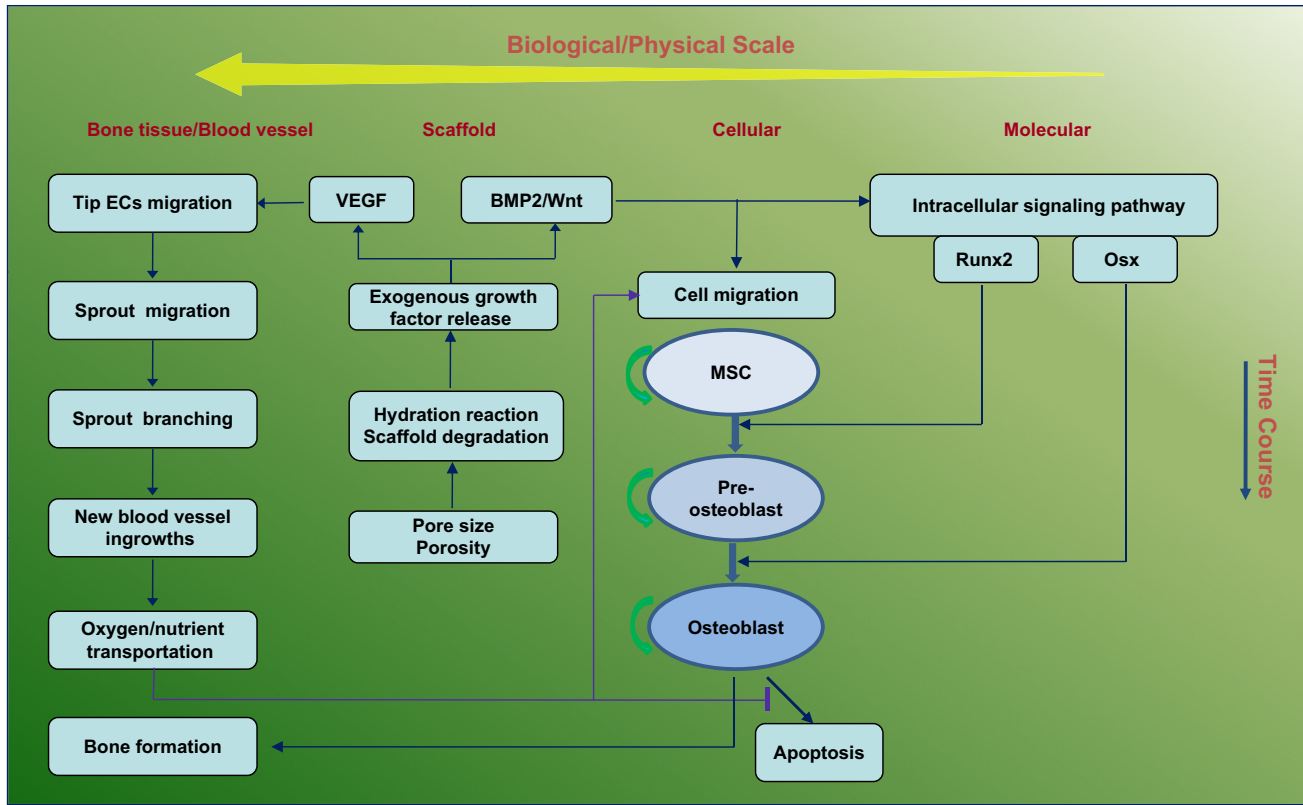 Biological/Physical Scale
Bone tissue/Blood vessel
Scaffold
Cellular
Molecular
Tip ECs migration
VEGF
BMP2/Wnt
Intracellular signaling pathway
Runx2
Osx
Sprout migration
Exogenous growth
factor release
Cell migration
MSC
Time Course
Sprout branching
Hydration reaction
Scaffold degradation
Pre-
osteoblast
New blood vessel
ingrowths
Pore size
Porosity
Oxygen/nutrient
transportation
Osteoblast
Bone formation
Apoptosis